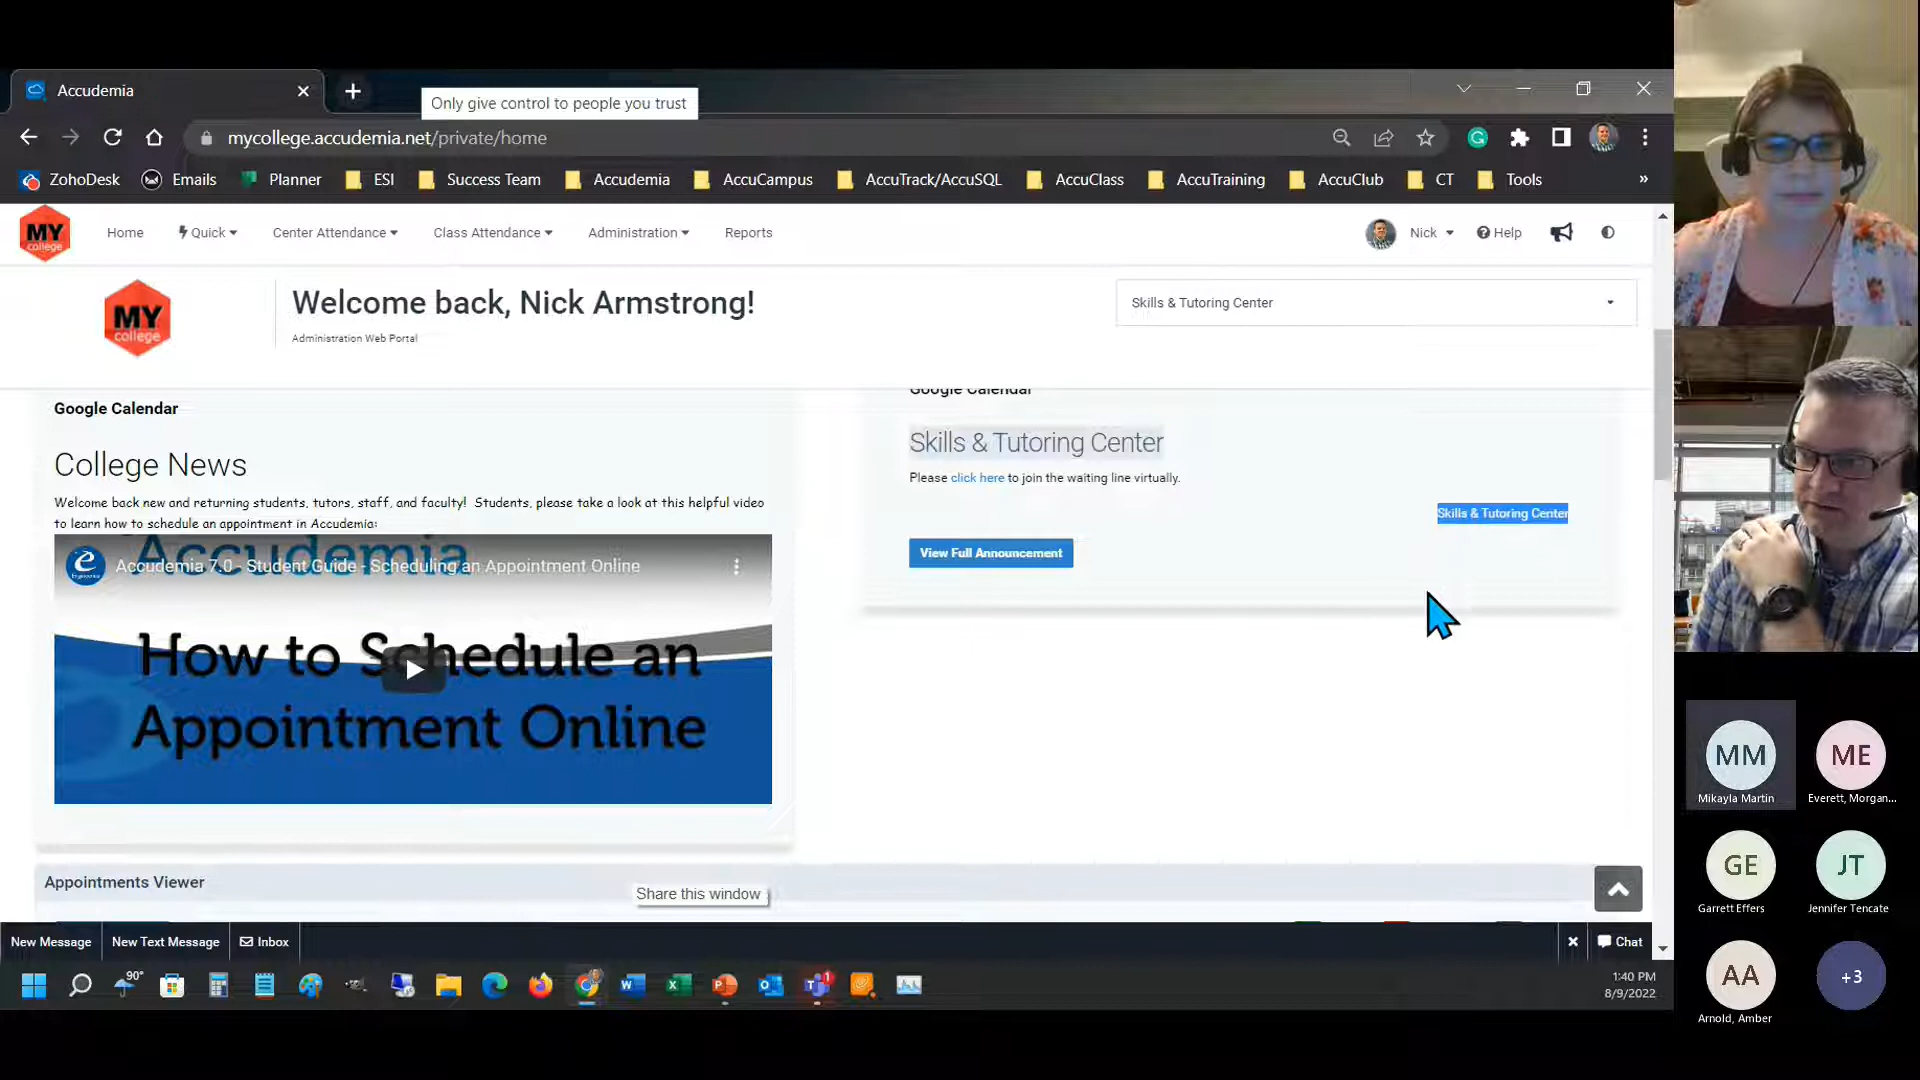 Accudemia
Only give control to people you trust
mycollege.accudemia.net/private/home
ZohoDesk
Emails
Planner
ESI
Success Team
Accudemia
AccuCampus
AccuTrack/AccuSQL
AccuClass
AccuTraining
AccuClub
CT
Tools
»
MY
college
Home
Quick
Center Attendance
Class Attendance
Administration
Reports
Nick
Help
MY
college
Welcome back, Nick Armstrong!
Administration Web Portal
Skills & Tutoring Center
Google Calendar
College News
Welcome back new and returning students, tutors, staff, and faculty! Students, please take a look at this helpful video
to learn how to schedule an appointment in Accudemia:
Accudemia
Accudemia 7.0 - Student Guide - Scheduling an Appointment Online
How to Schedule an
Appointment Online
Google Calendar
Skills & Tutoring Center
Please click here to join the waiting line virtually.
Skills & Tutoring Center
View Full Announcement
Appointments Viewer
Share this window
New Message
New Text Message
Inbox
Chat
90°
1:40 PM
8/9/2022
MM
Mikayla Martin
ME
Everett, Morgan...
GE
Garrett Effers
JT
Jennifer Tencate
AA
Arnold, Amber
+3